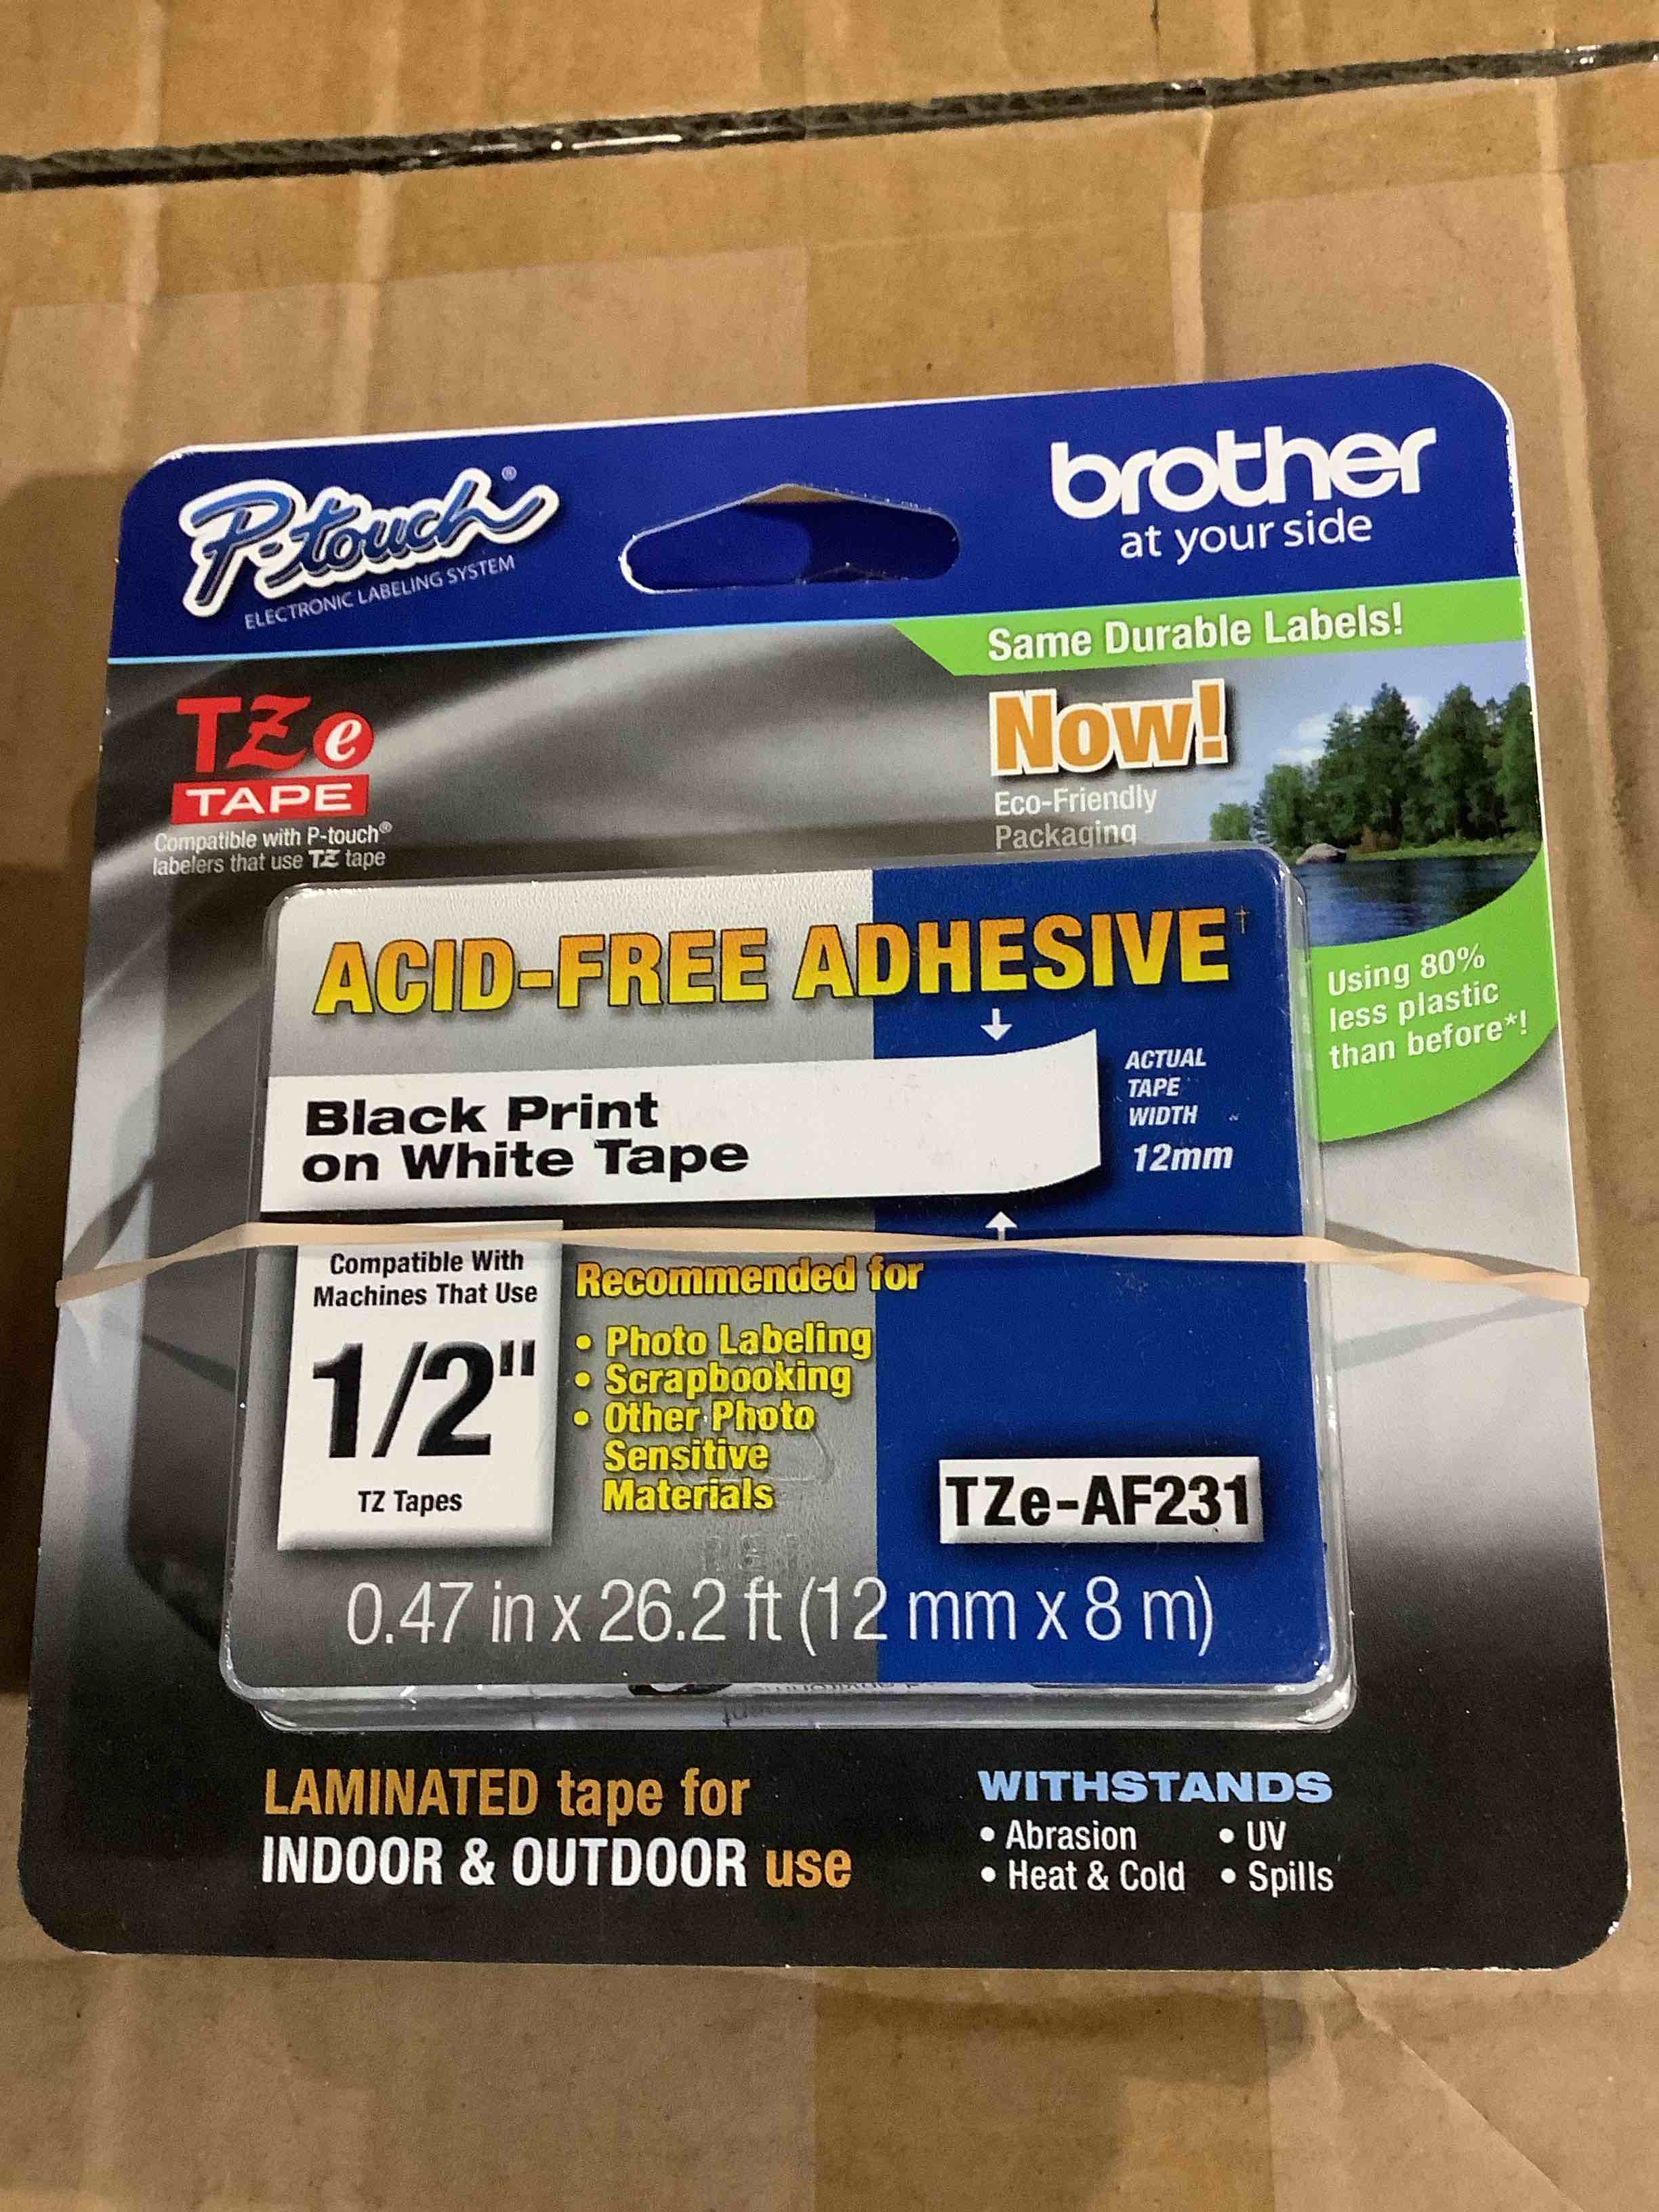 P-touch®
ELECTRONIC LABELING SYSTEM
brother
at your side
Same Durable Labels!
TZe
TAPE
Compatible with P-touch®
labelers that use TZ tape
Now!
Eco-Friendly
Packaging
Using 80%
less plastic
than before*!
ACID-FREE ADHESIVE†
Black Print
on White Tape
ACTUAL
TAPE
WIDTH
12mm
Compatible With
Machines That Use
1/2"
TZ Tapes
Recommended for
• Photo Labeling
• Scrapbooking
• Other Photo
Sensitive
Materials
TZe-AF231
0.47 in x 26.2 ft (12 mm x 8 m)
LAMINATED tape for
INDOOR & OUTDOOR use
WITHSTANDS
• Abrasion • UV
• Heat & Cold • Spills